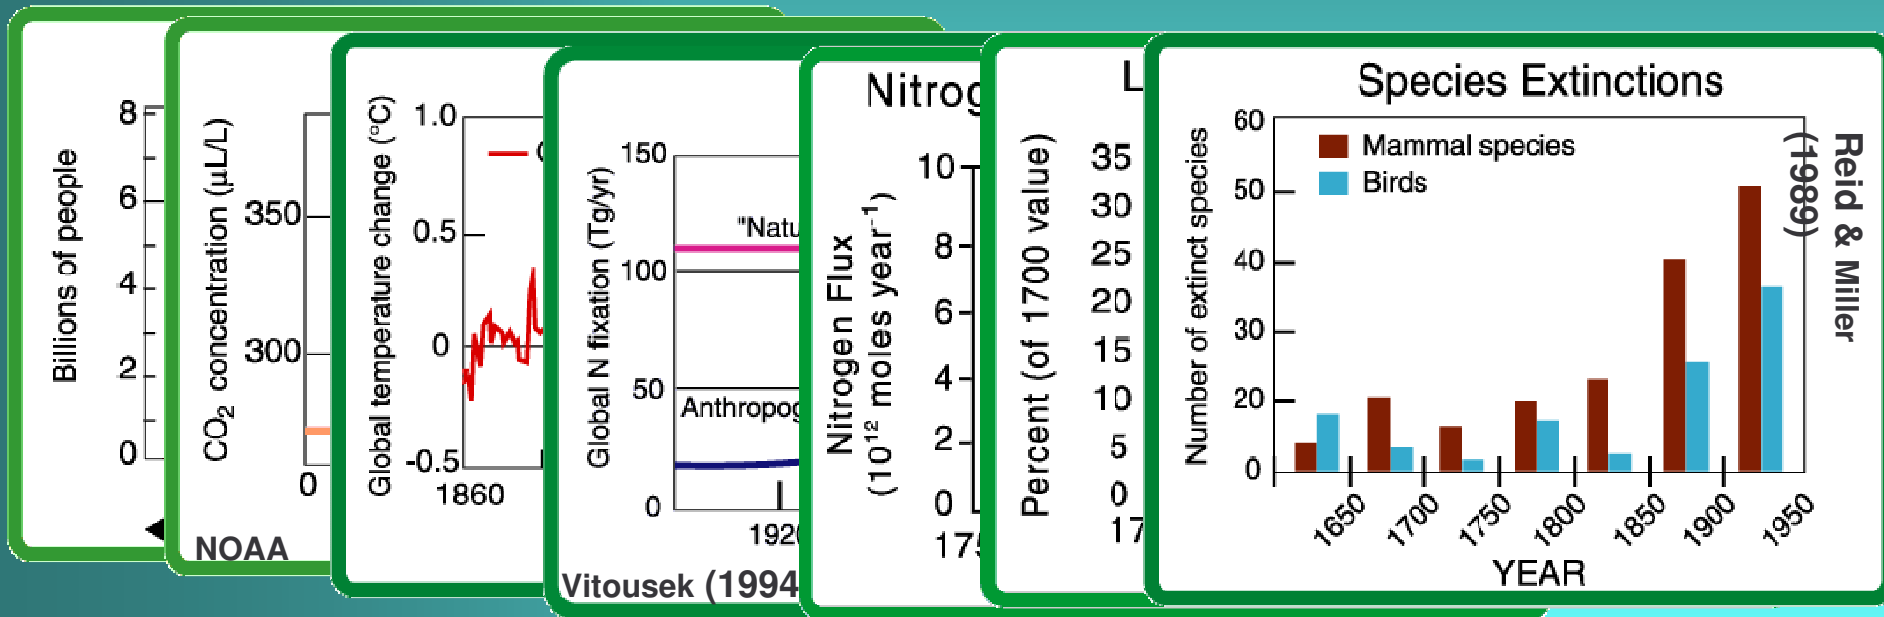 Billions of people
8
6
4
2
0
CO2 concentration (µL/L)
350
300
0
NOAA
Global temperature change (°C)
1.0
0.5
0
-0.5
1860
Global N fixation (Tg/yr)
150
100
50
0
"Natu
Anthropog
192
Vitousek (1994
Nitrog
Nitrogen Flux
(10¹² moles year⁻¹)
10
8
6
4
2
0
175
L
Percent (of 1700 value)
35
30
25
20
15
10
5
0
17
Species Extinctions
Number of extinct species
60
50
40
30
20
0
Mammal species
Birds
1650
1700
1750
1800
1850
1900
1950
YEAR
Reid & Miller
(1989)